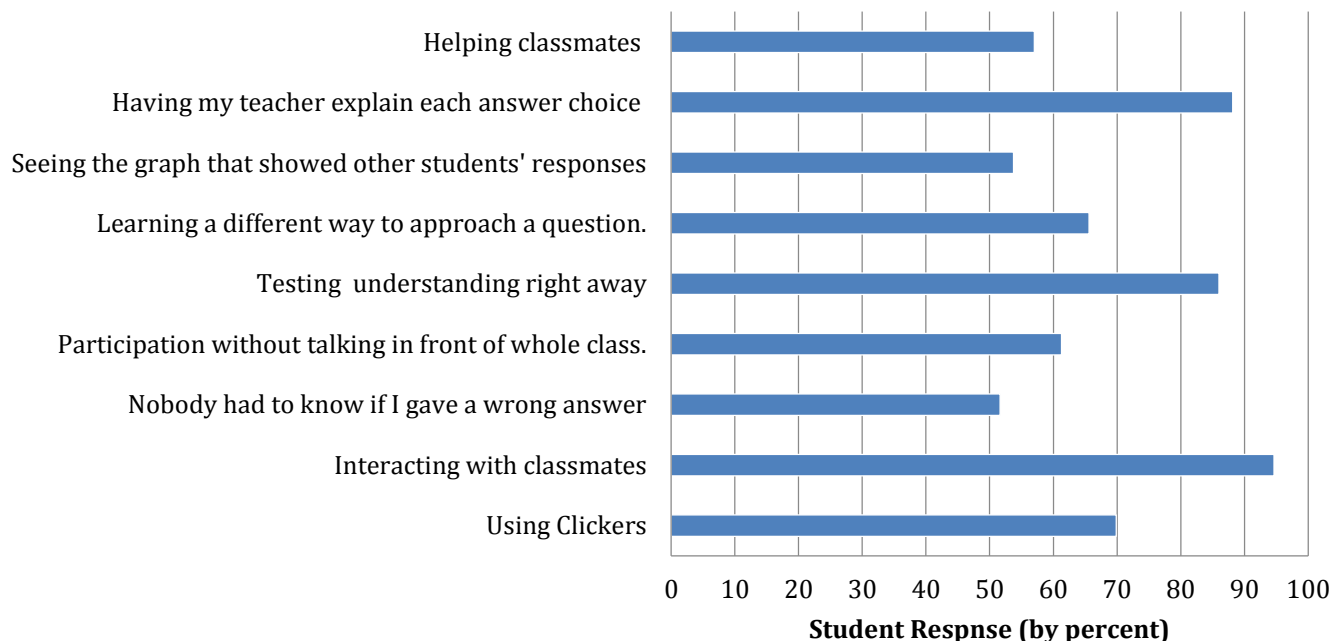 Helping classmates
Having my teacher explain each answer choice
Seeing the graph that showed other students' responses
Learning a different way to approach a question.
Testing  understanding right away
Participation without talking in front of whole class.
Nobody had to know if I gave a wrong answer
Interacting with classmates
Using Clickers
0 10 20 30 40 50 60 70 80 90 100
Student Respnse (by percent)